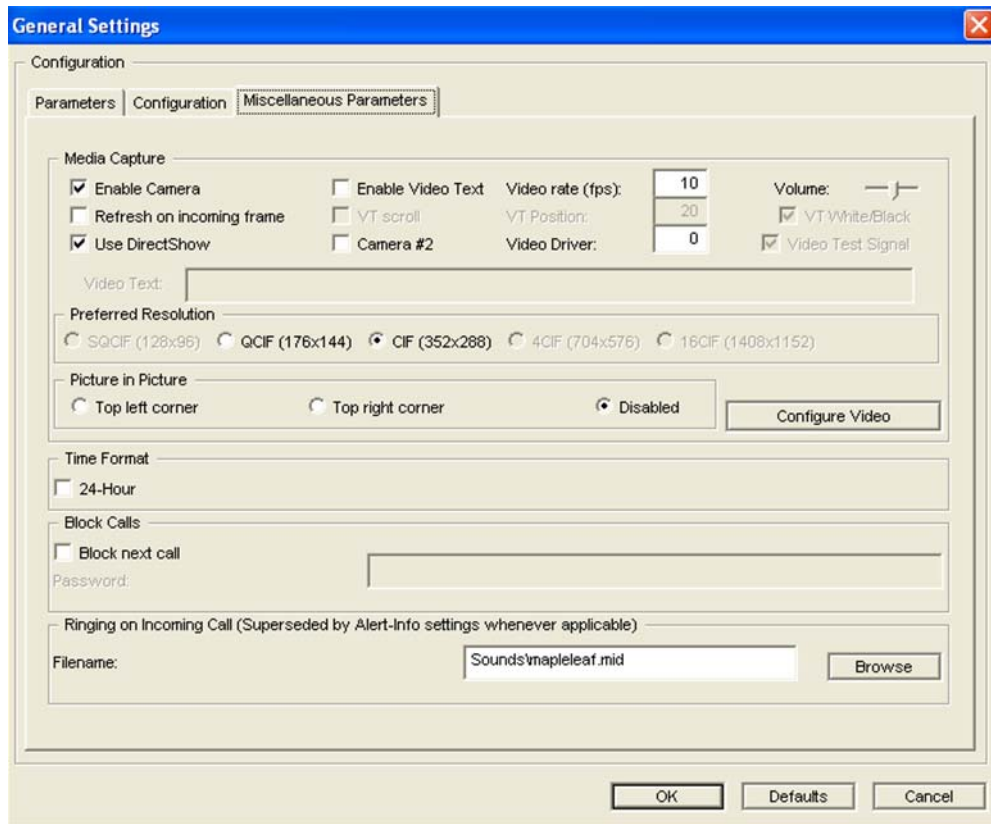 General Settings
Configuration
Parameters Configuration Miscellaneous Parameters
Media Capture
Enable Camera Enable Video Text Video rate (fps): 10 Volume:
Refresh on incoming frame VT scroll VT Position: 20 VT White/Black
Use DirectShow Camera #2 Video Driver: 0 Video Test Signal
Video Text:
Preferred Resolution
SQCIF (128x96) QCIF (176x144) CIF (352x288) 4CIF (704x576) 16CIF (1408x1152)
Picture in Picture
Top left corner Top right corner Disabled Configure Video
Time Format
24-Hour
Block Calls
Block next call
Password:
Ringing on Incoming Call (Superseded by Alert-Info settings whenever applicable)
Filename: Sounds\mapleleaf.mid Browse
OK Defaults Cancel